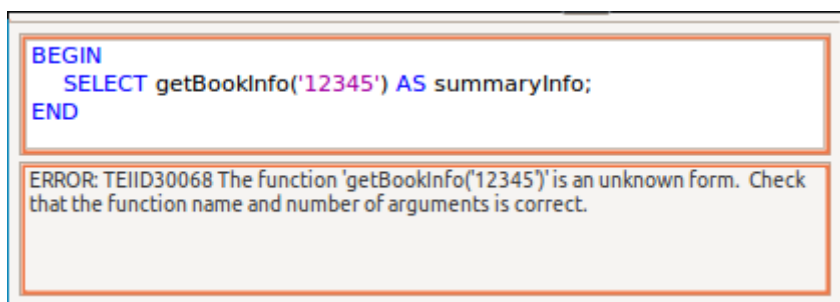 BEGIN
SELECT getBookInfo('12345') AS summaryInfo;
END
ERROR: TEIID30068 The function 'getBookInfo('12345')' is an unknown form.  Check
that the function name and number of arguments is correct.